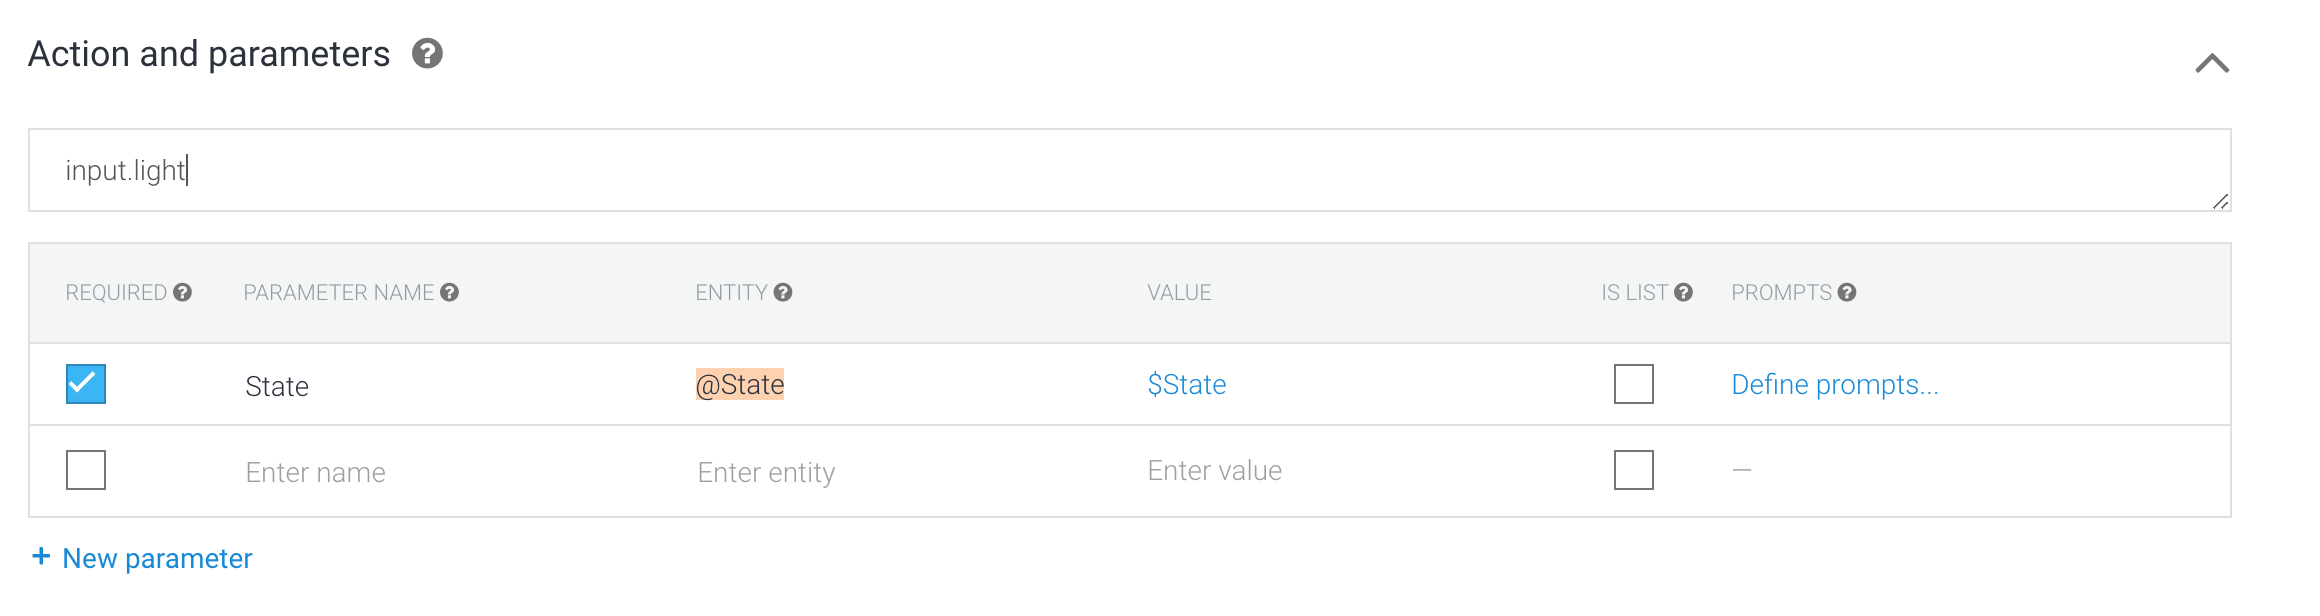 Action and parameters
input.light
REQUIRED PARAMETER NAME ENTITY VALUE IS LIST PROMPTS
State @State $State Define prompts...
Enter name Enter entity Enter value —
+ New parameter